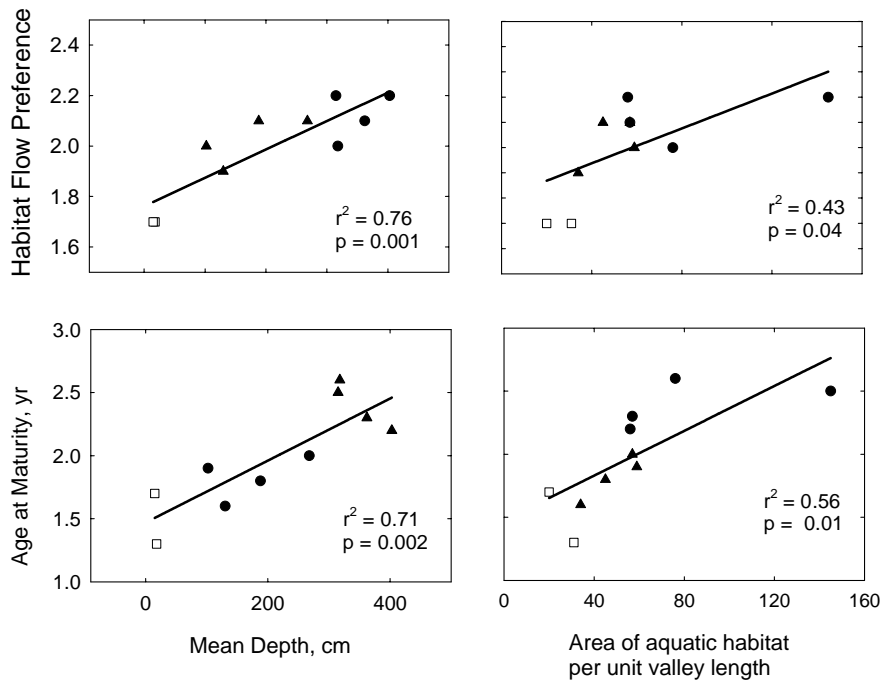 Habitat Flow Preference
2.4
2.2
2.0
1.8
1.6
r2 = 0.76
p = 0.001
r2 = 0.43
p = 0.04
Age at Maturity, yr
3.0
2.5
2.0
1.5
1.0
r2 = 0.71
p = 0.002
r2 = 0.56
p = 0.01
0 200 400
0 40 80 120 160
Mean Depth, cm
Area of aquatic habitat
per unit valley length